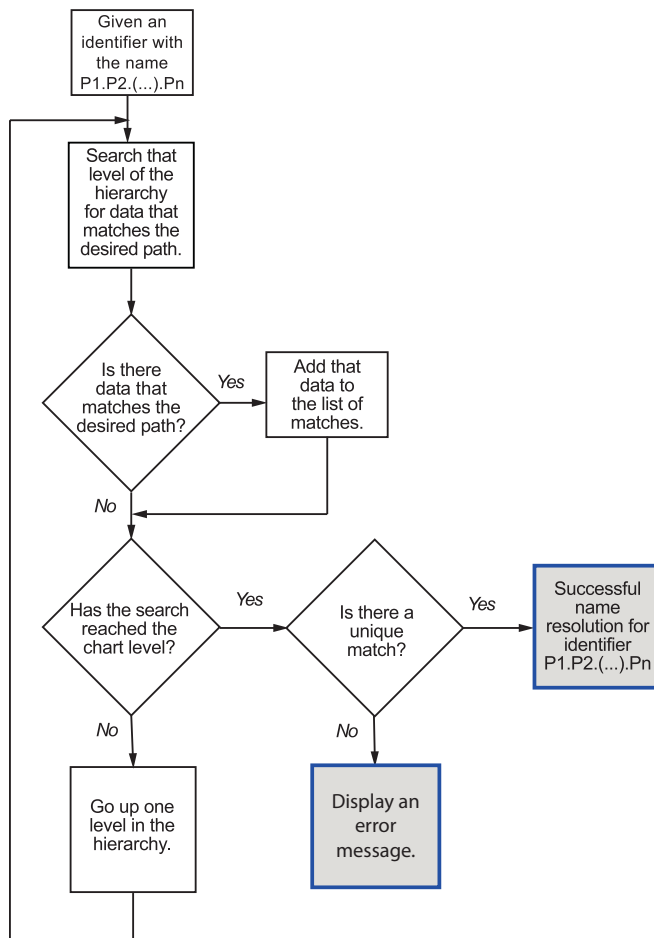 Given an
identifier with
the name
P1.P2.(...).Pn
Search that
level of the
hierarchy
for data that
matches the
desired path.
Is there
data that
matches the
desired path?
Yes
Add that
data to
the list of
matches.
No
Has the search
reached the
chart level?
Yes
Is there a
unique
match?
Yes
Successful
name
resolution for
identifier
P1.P2.(...).Pn
No
Go up one
level in the
hierarchy.
No
Display an
error
message.